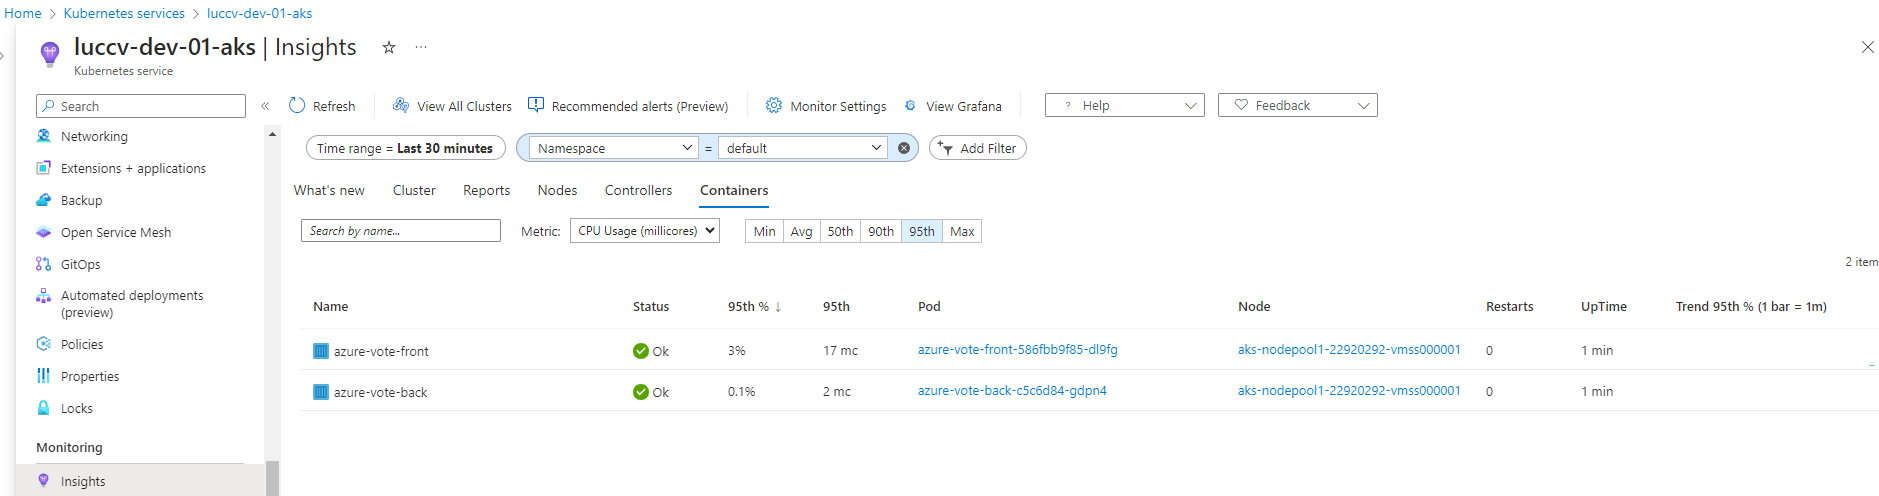 Home > Kubernetes services > luccv-dev-01-aks
luccv-dev-01-aks | Insights ☆ ...
Kubernetes service
Search
«
Refresh
View All Clusters
Recommended alerts (Preview)
Monitor Settings
View Grafana
? Help
Feedback
Networking
Extensions + applications
Backup
Open Service Mesh
GitOps
Automated deployments
(preview)
Policies
Properties
Locks
Monitoring
Insights
Time range = Last 30 minutes
Namespace = default
Add Filter
What's new Cluster Reports Nodes Controllers Containers
Search by name...
Metric: CPU Usage (millicores)
Min Avg 50th 90th 95th Max
2 item
Name Status 95th % ↓ 95th Pod Node Restarts UpTime Trend 95th % (1 bar = 1m)
azure-vote-front Ok 3% 17 mc azure-vote-front-586fbb9f85-dl9fg aks-nodepool1-22920292-vmss000001 0 1 min
azure-vote-back Ok 0.1% 2 mc azure-vote-back-c5c6d84-gdpn4 aks-nodepool1-22920292-vmss000001 0 1 min